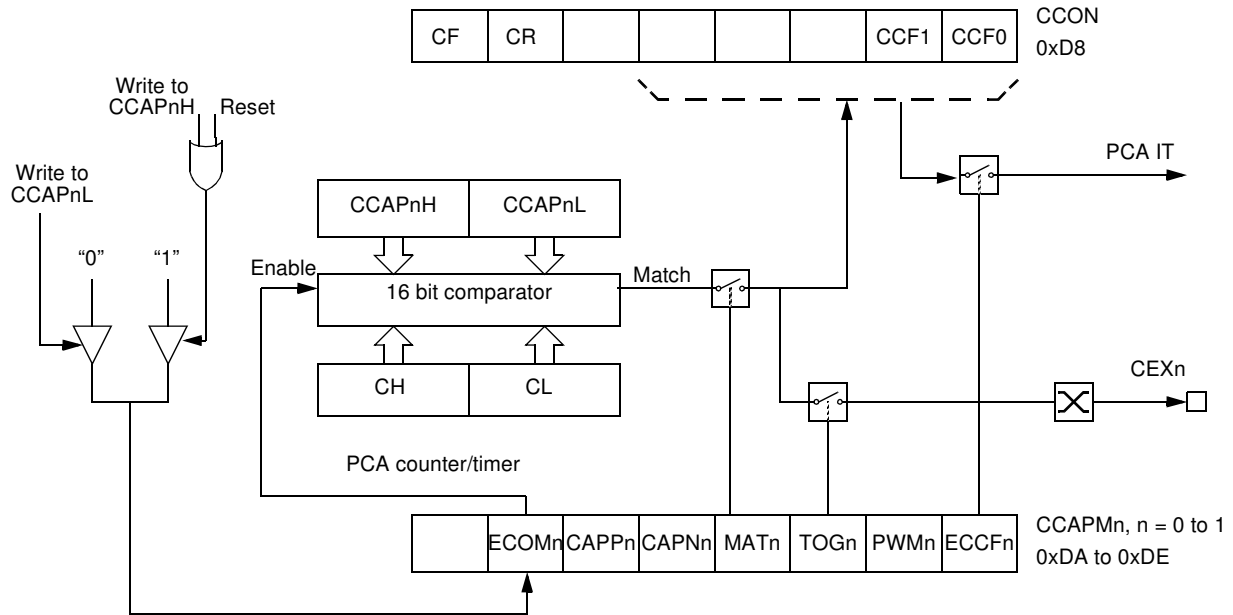 CF CR CCF1 CCF0
CCON
0xD8
Write to
CCAPnH Reset
Write to
CCAPnL
PCA IT
CCAPnH CCAPnL
“0” “1”
Enable
16 bit comparator
Match
CH CL
CEXn
PCA counter/timer
ECOMn CAPPn CAPNn MATn TOGn PWMn ECCFn
CCAPMn, n = 0 to 1
0xDA to 0xDE